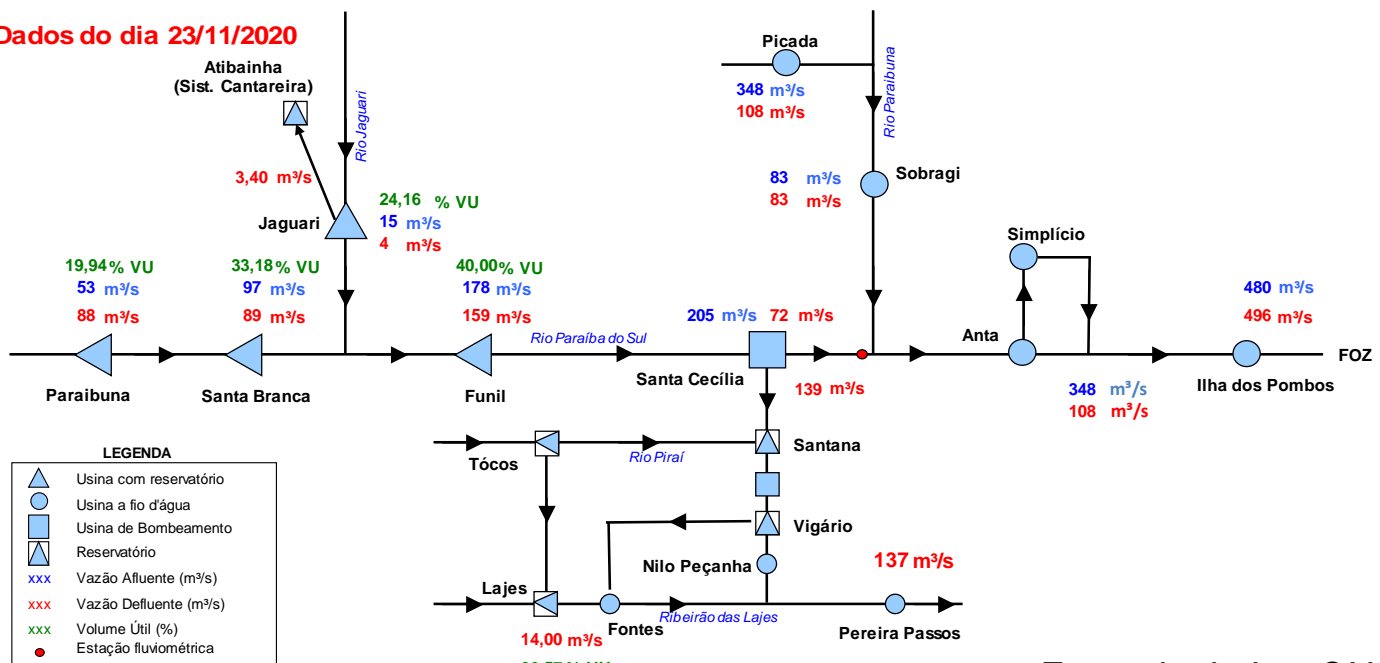 Dados do dia 23/11/2020
Atibainha
(Sist. Cantareira)
Rio Jaguari
3,40 m³/s
Jaguari
24,16 % VU
15 m³/s
4 m³/s
Picada
348 m³/s
108 m³/s
Rio Paraibuna
83 m³/s
83 m³/s
Sobragi
Simplício
19,94% VU
53 m³/s
88 m³/s
Paraibuna
33,18% VU
97 m³/s
89 m³/s
Santa Branca
40,00% VU
178 m³/s
159 m³/s
Funil
Rio Paraíba do Sul
205 m³/s 72 m³/s
Santa Cecília
139 m³/s
Anta
348 m³/s
108 m³/s
480 m³/s
496 m³/s
Ilha dos Pombos
FOZ
Tócos
Rio Piraí
Santana
Vigário
Nilo Peçanha
137 m³/s
Lajes
14,00 m³/s
Fontes
Ribeirão das Lajes
Pereira Passos
LEGENDA
Usina com reservatório
Usina a fio d'água
Usina de Bombeamento
Reservatório
xxx Vazão Afluente (m³/s)
xxx Vazão Defluente (m³/s)
xxx Volume Útil (%)
Estação fluviométrica